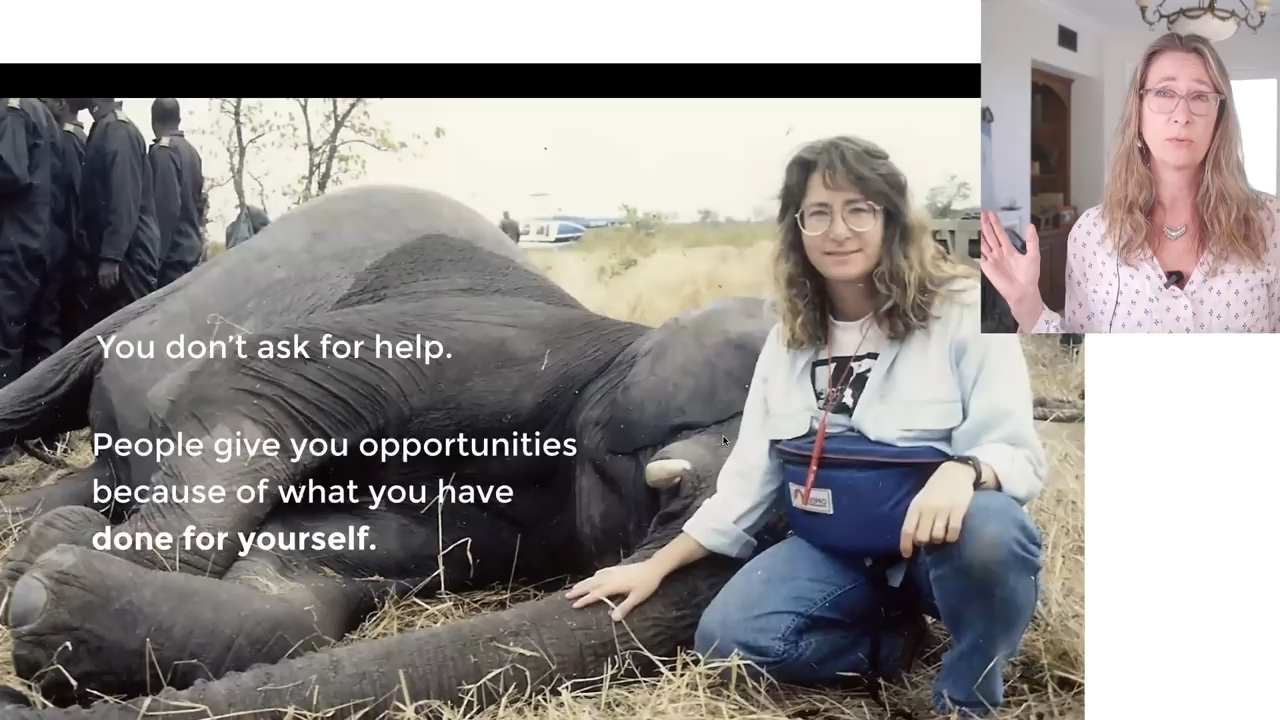 You don't ask for help.
People give you opportunities
because of what you have
done for yourself.